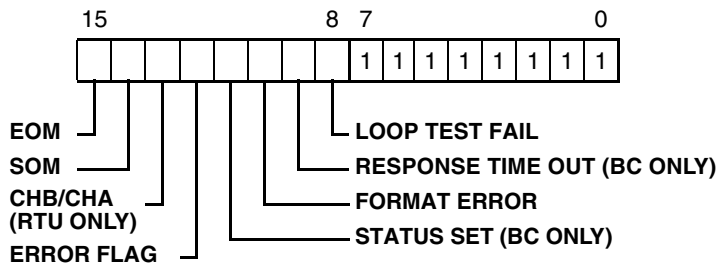 15 8 7 0
1 1 1 1 1 1 1 1
EOM
SOM
CHB/CHA
(RTU ONLY)
ERROR FLAG
LOOP TEST FAIL
RESPONSE TIME OUT (BC ONLY)
FORMAT ERROR
STATUS SET (BC ONLY)